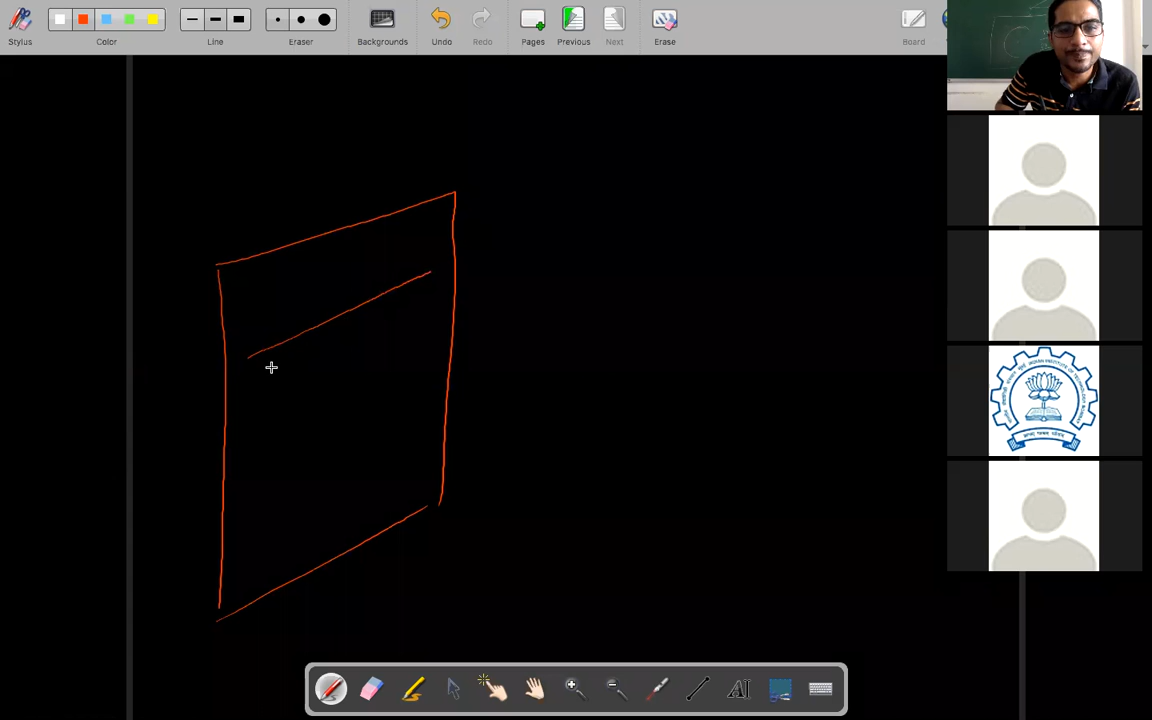 Stylus
Color
Line
Eraser
Backgrounds
Undo
Redo
Pages
Previous
Next
Erase
Board